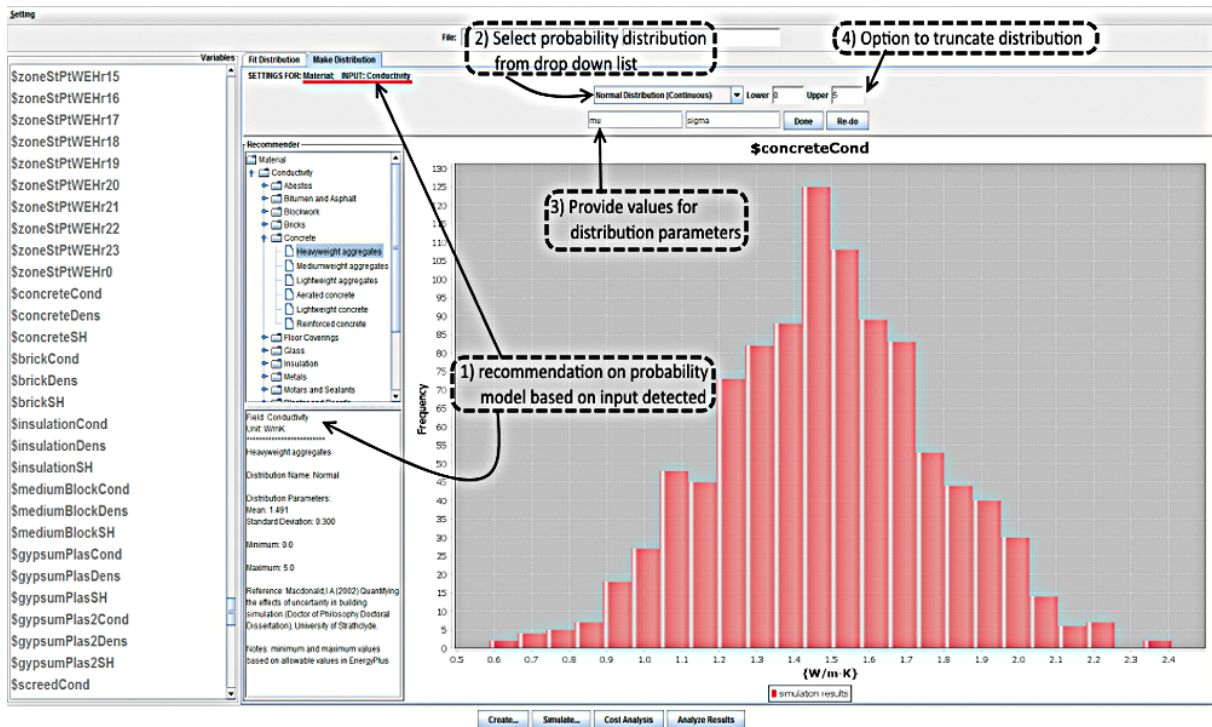 Setting
File:
2) Select probability distribution
from drop down list
4) Option to truncate distribution
Variables
$zoneStPtWEHr15
$zoneStPtWEHr16
$zoneStPtWEHr17
$zoneStPtWEHr18
$zoneStPtWEHr19
$zoneStPtWEHr20
$zoneStPtWEHr21
$zoneStPtWEHr22
$zoneStPtWEHr23
$zoneStPtWEHr0
$concreteCond
$concreteDens
$concreteSH
$brickCond
$brickDens
$brickSH
$insulationCond
$insulationDens
$insulationSH
$mediumBlockCond
$mediumBlockDens
$mediumBlockSH
$gypsumPlasCond
$gypsumPlasDens
$gypsumPlasSH
$gypsumPlas2Cond
$gypsumPlas2Dens
$gypsumPlas2SH
$screedCond
Fit Distribution Make Distribution
SETTINGS FOR: Material; INPUT: Conductivity
Normal Distribution (Continuous) Lower 0 Upper 5
mu sigma Done Re-do
Recommender
Material
Conductivity
Abestos
Bitumen and Asphalt
Blockwork
Bricks
Concrete
Heavyweight aggregates
Mediumweight aggregates
Lightweight aggregates
Aerated concrete
Lightweight concrete
Reinforced concrete
Floor Coverings
Glass
Insulation
Metals
Motars and Sealants
3) Provide values for
distribution parameters
1) recommendation on probability
model based on input detected
Field: Conductivity
Unit: W/mK
************************
Heavyweight aggregates
Distribution Name: Normal
Distribution Parameters:
Mean: 1.491
Standard Deviation: 0.300
Minimum: 0.0
Maximum: 5.0
Reference: Macdonald,I.A (2002) Quantifying
the effects of uncertainty in building
simulation (Doctor of Philosophy Doctoral
Dissertation), University of Strathclyde.
Notes: minimum and maximum values
based on allowable values in EnergyPlus
$concreteCond
Frequency
130
125
120
115
110
105
100
95
90
85
80
75
70
65
60
55
50
45
40
35
30
25
20
15
10
5
0
0.5 0.6 0.7 0.8 0.9 1.0 1.1 1.2 1.3 1.4 1.5 1.6 1.7 1.8 1.9 2.0 2.1 2.2 2.3 2.4
{W/m-K}
simulation results
Create... Simulate... Cost Analysis Analyze Results